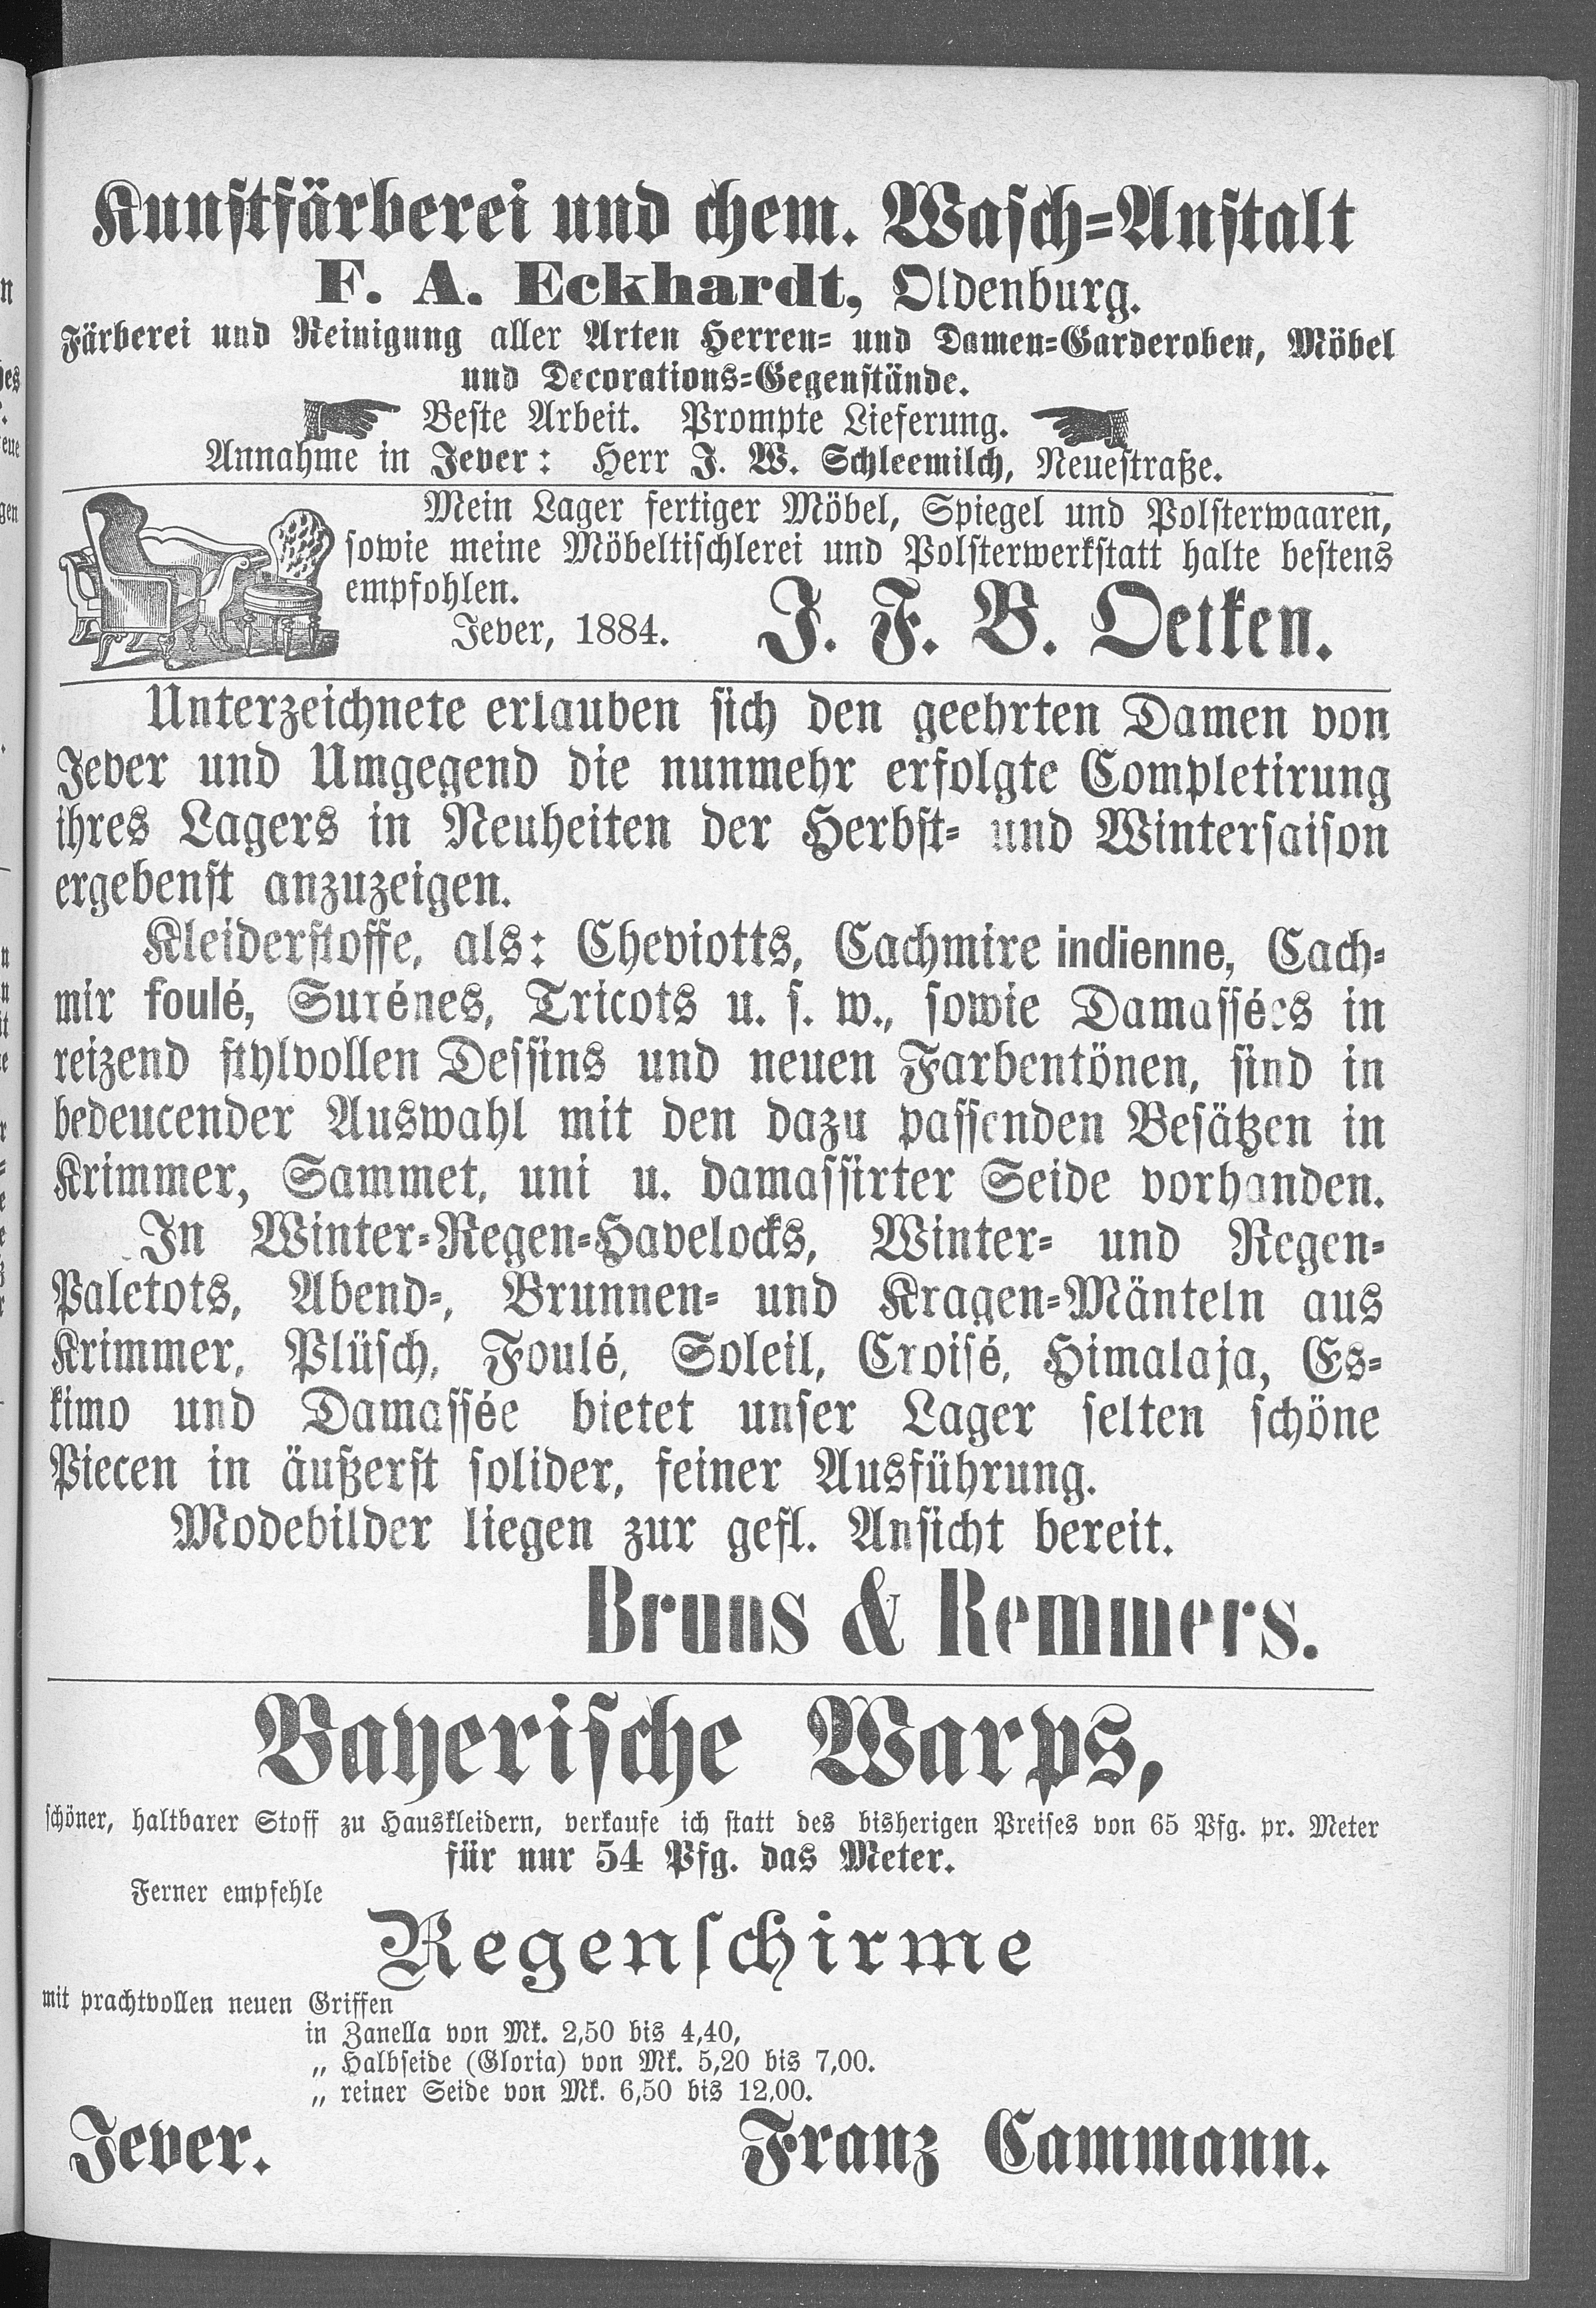 Kunstfärberei und chem. Wasch=Anstalt
F. A. Eckhardt, Oldenburg.
Färberei und Reinigung aller Arten Herren= und Damen=Garderoben, Möbel
und Decorations=Gegenstände.
Beste Arbeit. Prompte Lieferung.
Annahme in Jever: Herr J. W. Schleemilch, Neuestraße.
Mein Lager fertiger Möbel, Spiegel und Polsterwaaren,
sowie meine Möbeltischlerei und Polsterwerkstatt halte bestens
empfohlen.
Jever, 1884. J. F. B. Oetken.
Unterzeichnete erlauben sich den geehrten Damen von
Jever und Umgegend die nunmehr erfolgte Completirung
ihres Lagers in Neuheiten der Herbst= und Wintersaison
ergebenst anzuzeigen.
Kleiderstoffe, als: Cheviotts, Cachmire indienne, Cach=
mir foulé, Surénes, Tricots u. s. w., sowie Damassées in
reizend stylvollen Dessins und neuen Farbentönen, sind in
bedeucender Auswahl mit den dazu passenden Besätzen in
Krimmer, Sammet, uni u. damassirter Seide vorhanden.
In Winter=Regen=Havelocks, Winter= und Regen=
Paletots, Abend=, Brunnen= und Kragen=Mänteln aus
Krimmer, Plüsch, Foulé, Soleil, Croisé, Himalaja, Es=
kimo und Damassée bietet unser Lager selten schöne
Piecen in äußerst solider, feiner Ausführung.
Modebilder liegen zur gefl. Ansicht bereit.
Bruns & Remmers.
Bayerische Warps,
schöner, haltbarer Stoff zu Hauskleidern, verkaufe ich statt des bisherigen Preises von 65 Pfg. pr. Meter
für nur 54 Pfg. das Meter.
Ferner empfehle
Regenschirme
mit prachtvollen neuen Griffen
in Zanella von Mk. 2,50 bis 4,40,
„ Halbseide (Gloria) von Mk. 5,20 bis 7,00.
„ reiner Seide von Mk. 6,50 bis 12,00.
Jever. Franz Cammann.